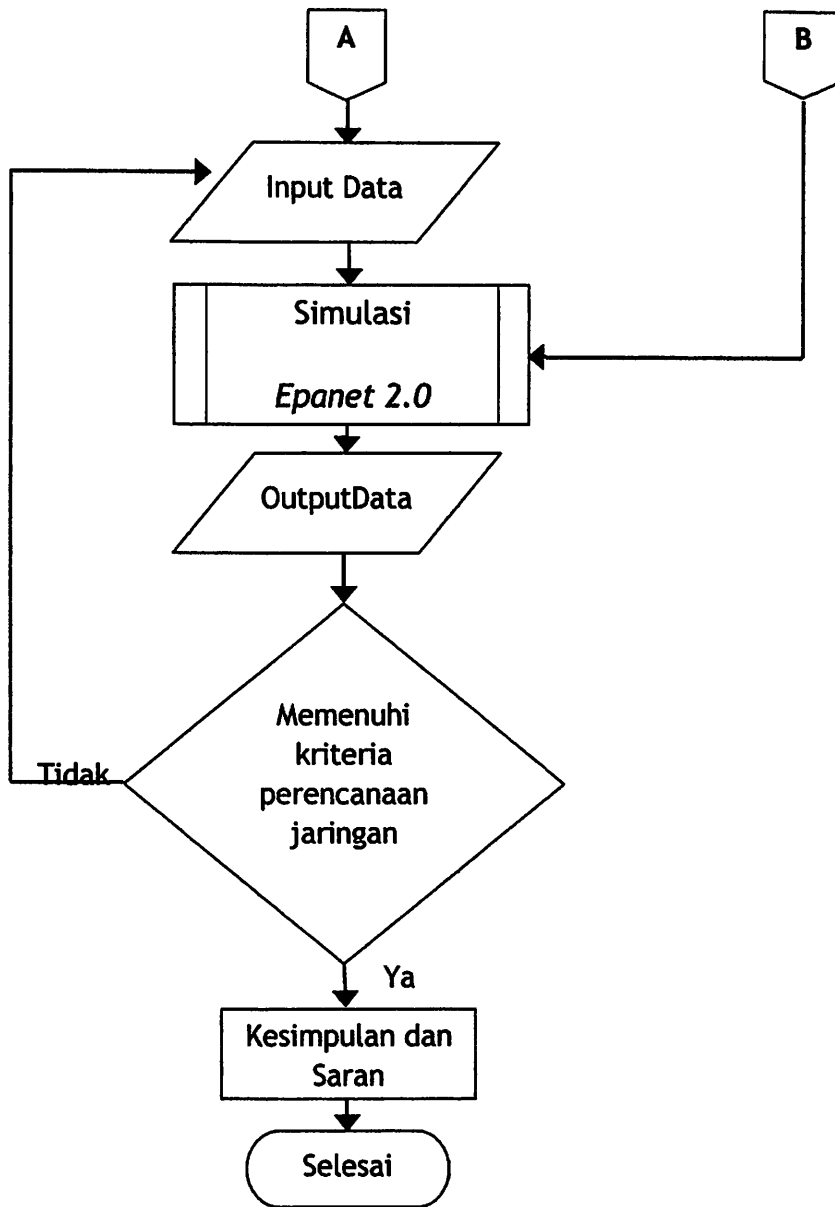 A
B
Input Data
Simulasi
Epanet 2.0
OutputData
Memenuhi
kriteria
perencanaan
jaringan
Tidak
Ya
Kesimpulan dan
Saran
Selesai